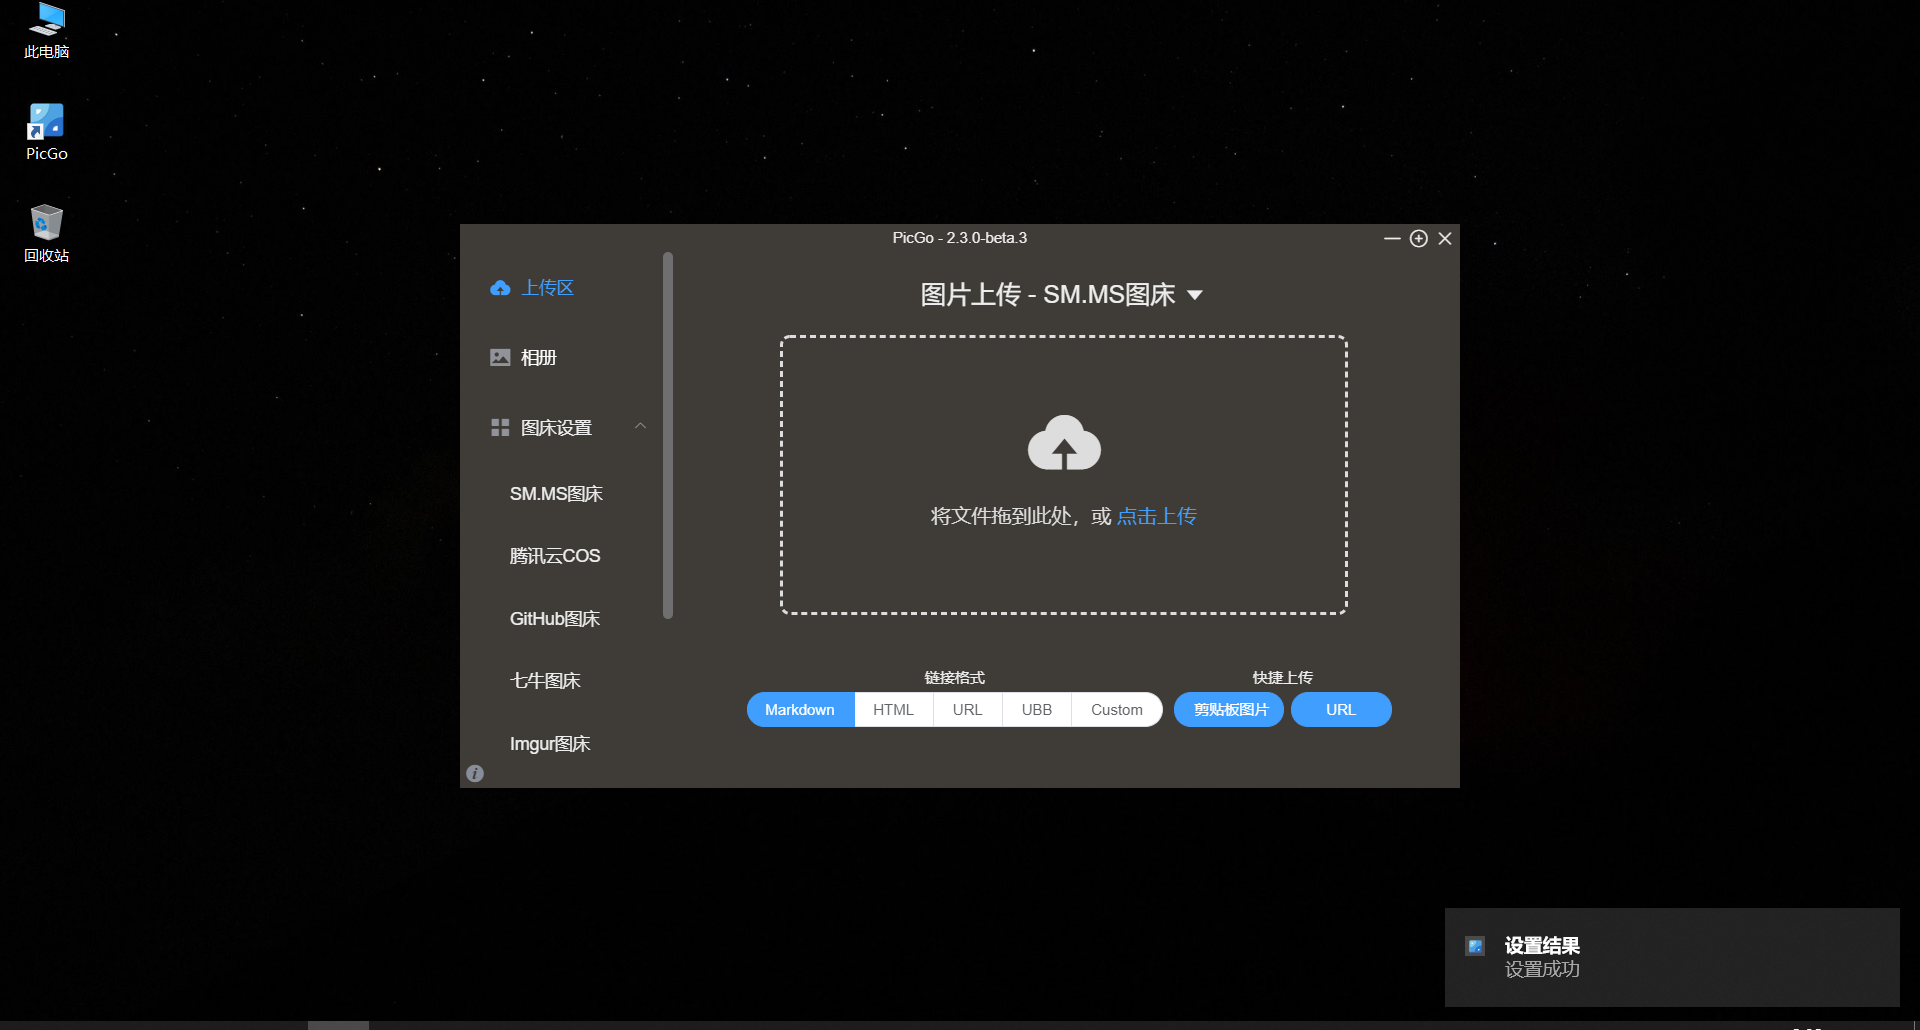 此电脑
PicGo
回收站
PicGo - 2.3.0-beta.3
上传区
相册
图床设置
SM.MS图床
腾讯云COS
GitHub图床
七牛图床
Imgur图床
图片上传 - SM.MS图床
将文件拖到此处，或 点击上传
链接格式
快捷上传
Markdown
HTML
URL
UBB
Custom
剪贴板图片
URL
设置结果
设置成功